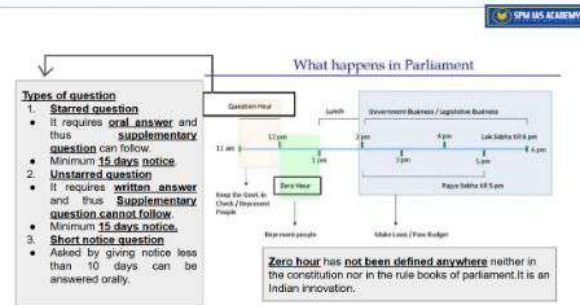 SPM IAS ACADEMY
What happens in Parliament
Types of question
1. Starred question
• It requires oral answer and
thus supplementary
question can follow.
• Minimum 15 days notice.
2. Unstarred question
• It requires written answer
and thus Supplementary
question cannot follow.
• Minimum 15 days notice.
3. Short notice question
• Asked by giving notice less
than 10 days can be
answered orally.
Question Hour
Lunch
Government Business / Legislative Business
11 am
12 pm
2 pm
4 pm
Lok Sabha till 6 pm
1 pm
3 pm
5 pm
6 pm
Zero Hour
Rajya Sabha till 5 pm
Keep the Govt. in
Check / Represent
People
Represent people
Make Laws / Pass Budget
Zero hour has not been defined anywhere neither in
the constitution nor in the rule books of parliament.It is an
Indian innovation.